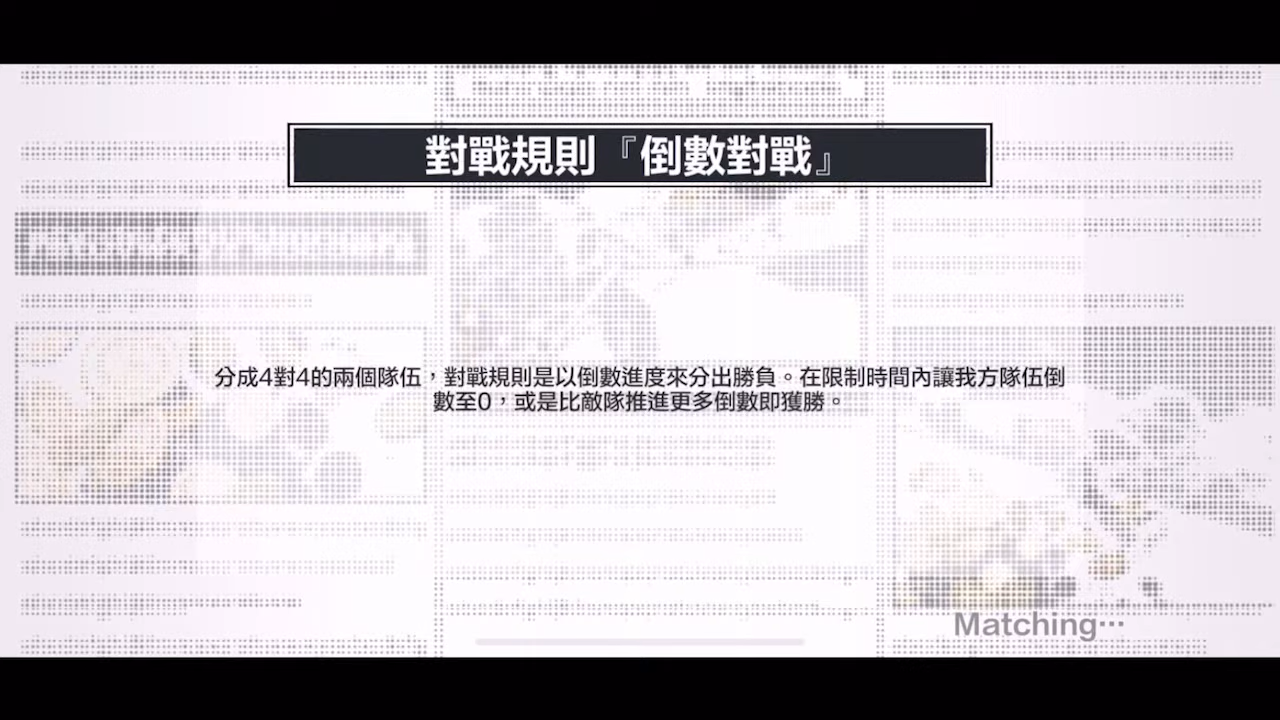 對戰規則『倒數對戰』
分成4對4的兩個隊伍，對戰規則是以倒數進度來分出勝負。在限制時間內讓我方隊伍倒
數至0，或是比敵隊推進更多倒數即獲勝。
Matching…